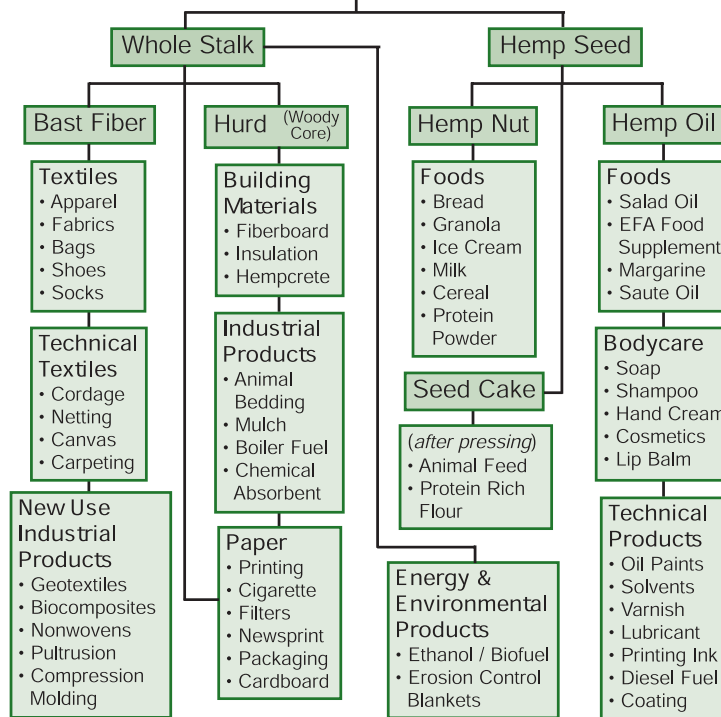 Whole Stalk
Hemp Seed
Bast Fiber
Hurd (Woody
Core)
Hemp Nut
Hemp Oil
Textiles
• Apparel
• Fabrics
• Bags
• Shoes
• Socks
Technical
Textiles
• Cordage
• Netting
• Canvas
• Carpeting
New Use
Industrial
Products
• Geotextiles
• Biocomposites
• Nonwovens
• Pultrusion
• Compression
Molding
Building
Materials
• Fiberboard
• Insulation
• Hempcrete
Industrial
Products
• Animal
Bedding
• Mulch
• Boiler Fuel
• Chemical
Absorbent
Paper
• Printing
• Cigarette
• Filters
• Newsprint
• Packaging
• Cardboard
Foods
• Bread
• Granola
• Ice Cream
• Milk
• Cereal
• Protein
Powder
Seed Cake
(after pressing)
• Animal Feed
• Protein Rich
Flour
Energy &
Environmental
Products
• Ethanol / Biofuel
• Erosion Control
Blankets
Foods
• Salad Oil
• EFA Food
Supplement
• Margarine
• Saute Oil
Bodycare
• Soap
• Shampoo
• Hand Cream
• Cosmetics
• Lip Balm
Technical
Products
• Oil Paints
• Solvents
• Varnish
• Lubricant
• Printing Ink
• Diesel Fuel
• Coating